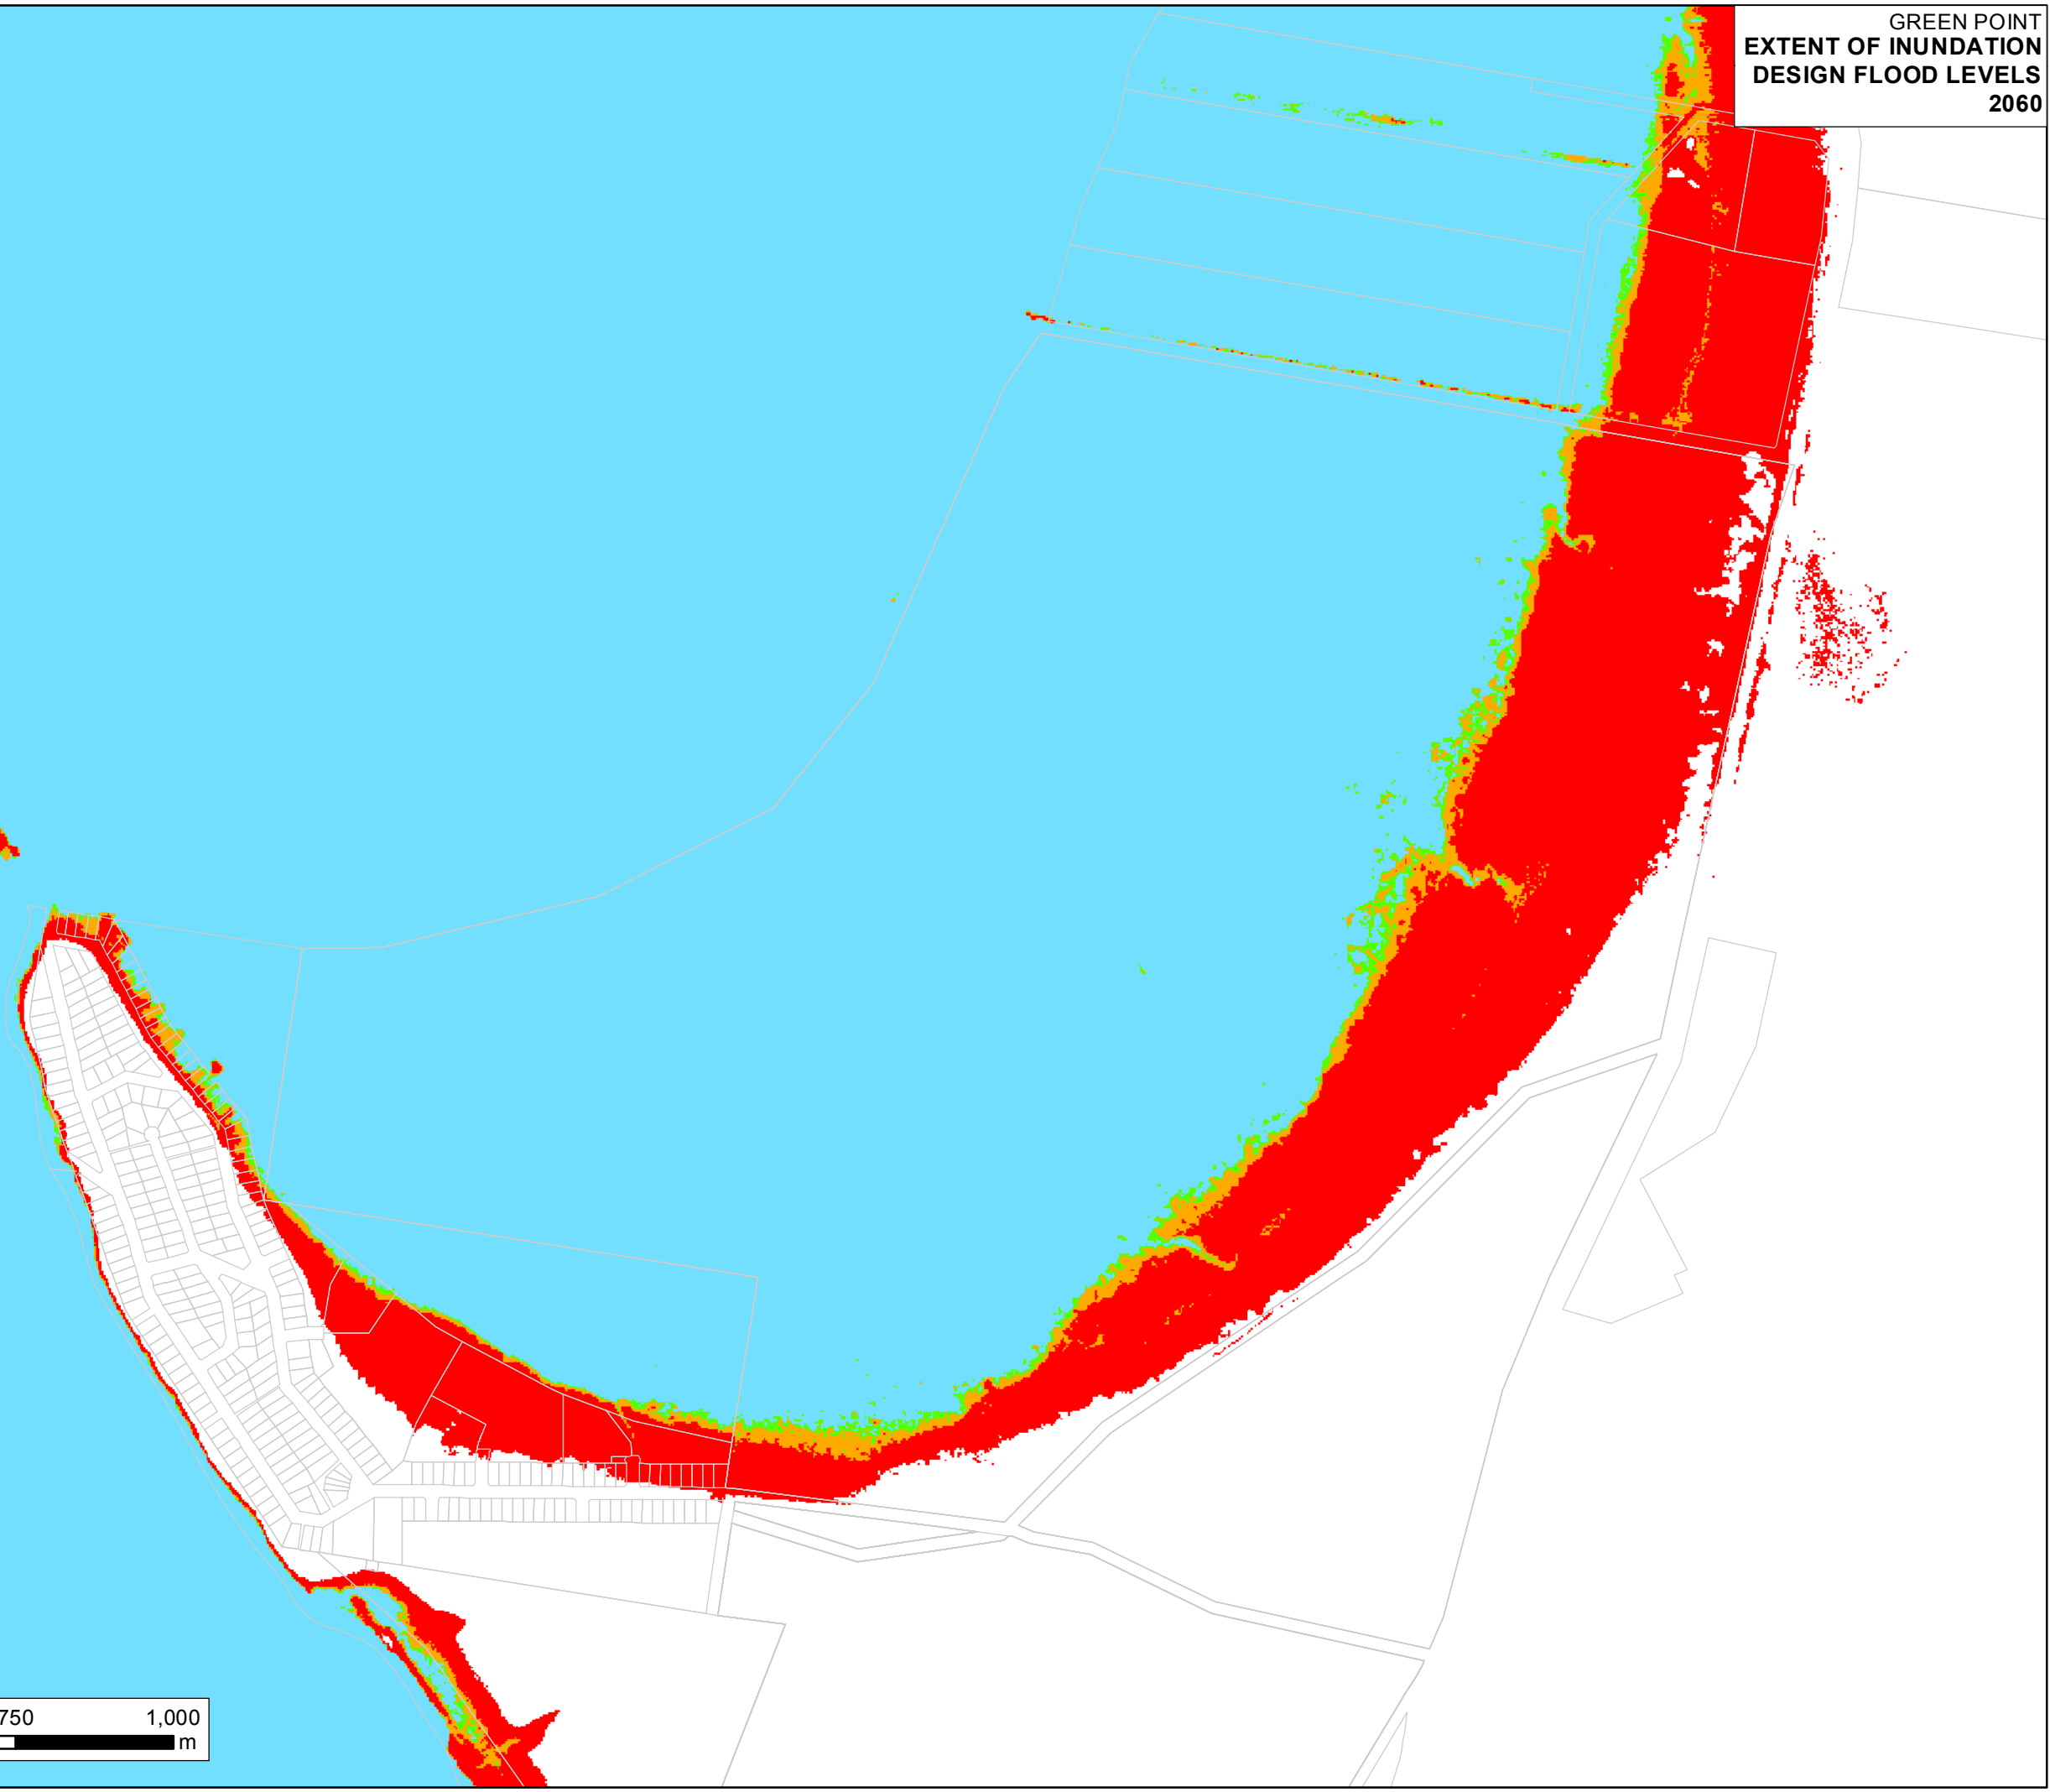 GREEN POINT
EXTENT OF INUNDATION
DESIGN FLOOD LEVELS
2060
750 1,000
m